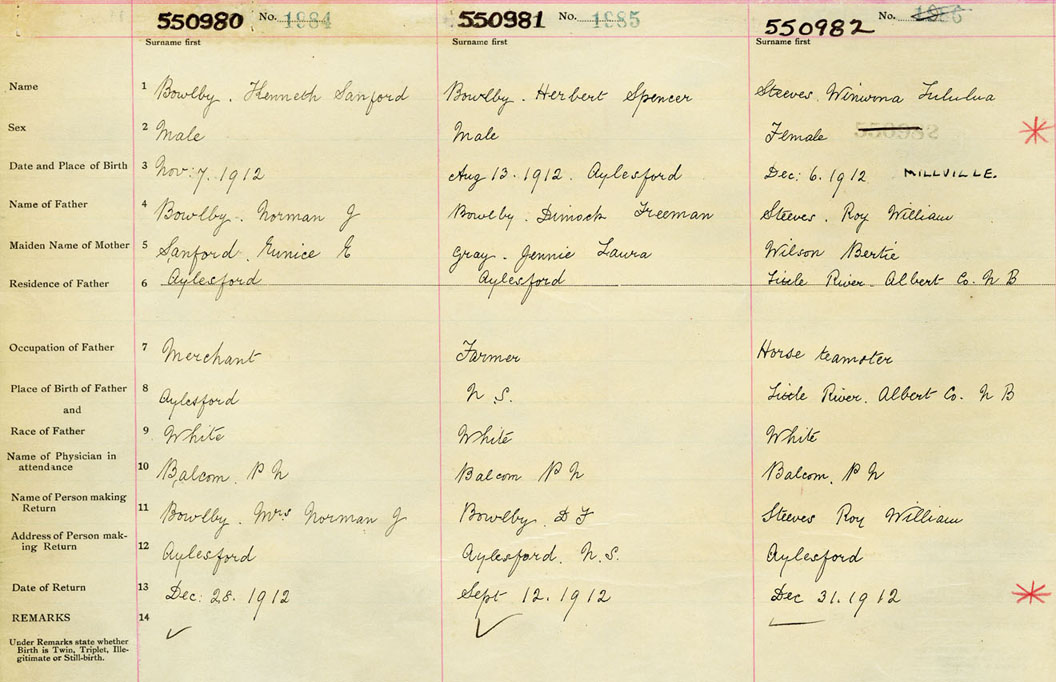 550980 No. 1984 550981 No. 1985 550982 No. 1986
Surname first Surname first Surname first
Name 1 Bowlby. Kenneth Sanford Bowlby. Herbert Spencer Steeves. Winwona
Sex 2 Male Male Female 550982
Date and Place of Birth 3 Nov: 7. 1912 Aug 13. 1912. Aylesford Dec: 6. 1912 MILLVILLE.
Name of Father 4 Bowlby. Norman J Bowlby. Dimock Freeman Steeves. Roy William
Maiden Name of Mother 5 Sanford. Eunice E Gray. Jennie Laura Wilson Bertie
Residence of Father 6 Aylesford Aylesford River. Albert Co. N B
Occupation of Father 7 Merchant Farmer Horse teamster
Place of Birth of Father 8 Aylesford N.S. River. Albert Co. N B
and
Race of Father 9 White White White
Name of Physician in
attendance 10 Balcom. P N Balcom P N Balcom. P N
Name of Person making
Return 11 Bowlby. Mrs Norman J Bowlby. D F Steeves Roy William
Address of Person mak-
ing Return 12 Aylesford Aylesford. N.S. Aylesford
Date of Return 13 Dec: 28. 1912 Sept 12. 1912 Dec 31. 1912
REMARKS 14
Under Remarks state whether
Birth is Twin, Triplet, Ille-
gitimate or Still-birth.